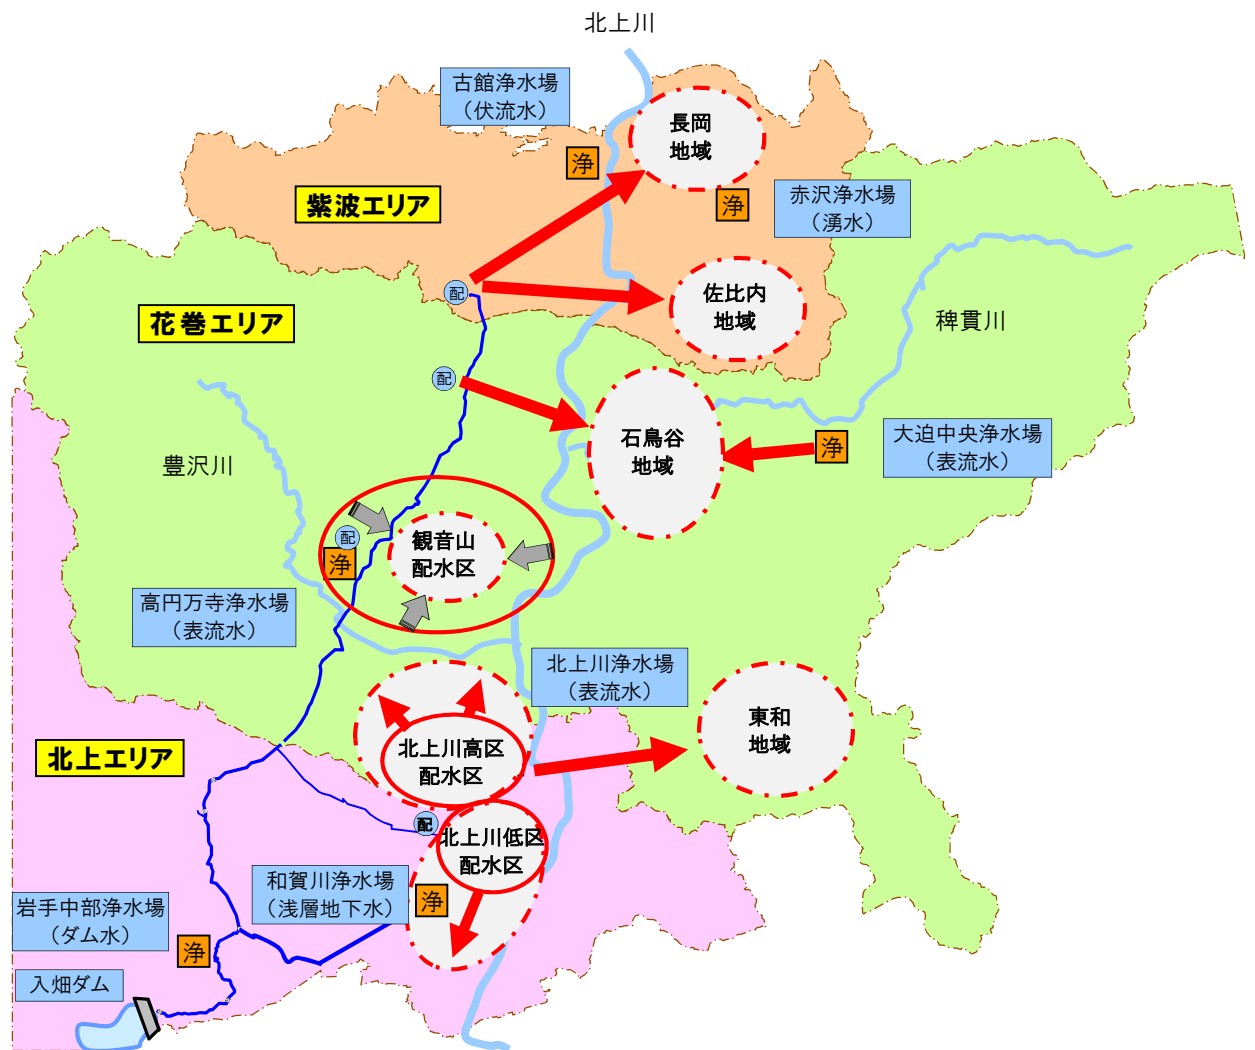 北上川
古館浄水場
（伏流水）
長岡
地域
浄
浄
赤沢浄水場
（湧水）
紫波エリア
配
佐比内
地域
花巻エリア
稗貫川
配
石鳥谷
地域
浄
大迫中央浄水場
（表流水）
豊沢川
配
浄
観音山
配水区
高円万寺浄水場
（表流水）
北上川浄水場
（表流水）
東和
地域
北上エリア
北上川高区
配水区
配
北上川低区
配水区
和賀川浄水場
（浅層地下水）
浄
岩手中部浄水場
（ダム水）
浄
入畑ダム